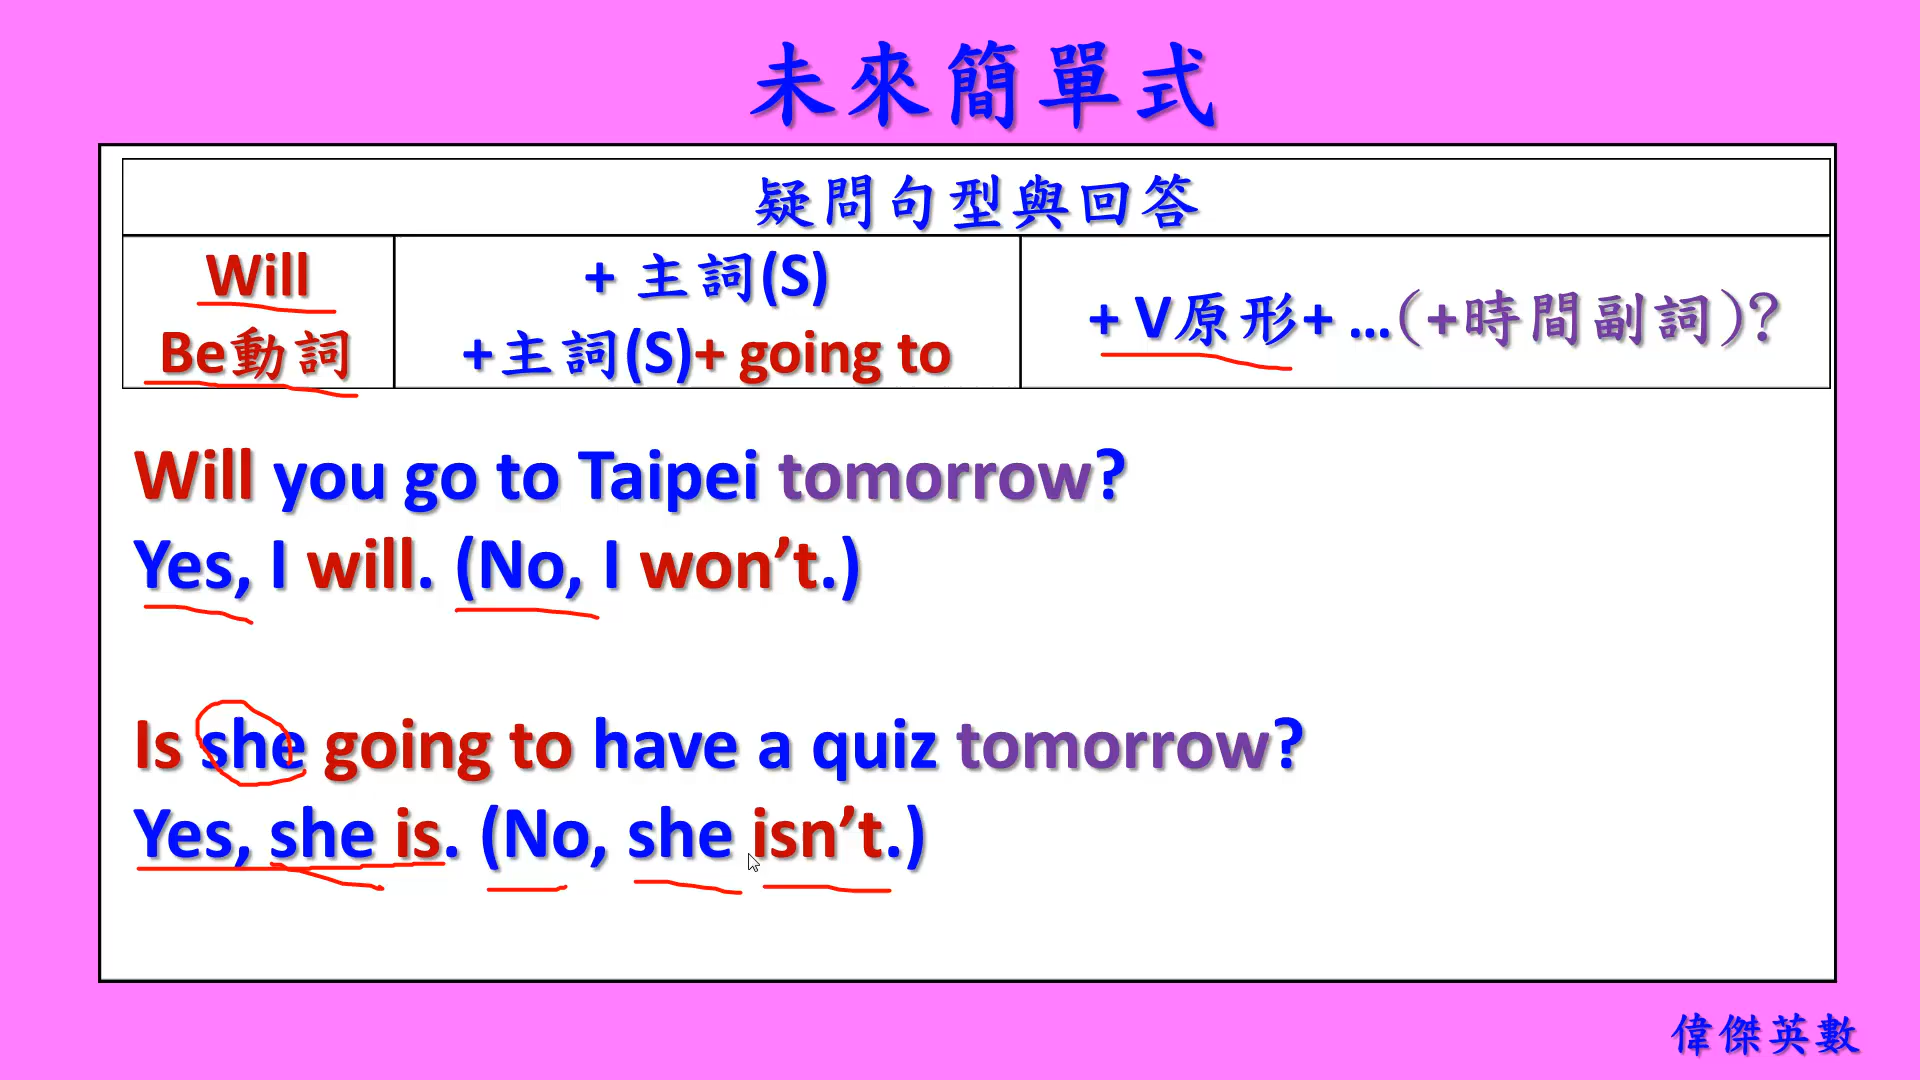 未來簡單式
疑問句型與回答
Will
Be動詞
+ 主詞(S)
+主詞(S)+ going to
+ V原形+ ...(+時間副詞)?
Will you go to Taipei tomorrow?
Yes, I will. (No, I won’t.)
Is she going to have a quiz tomorrow?
Yes, she is. (No, she isn’t.)
偉傑英數